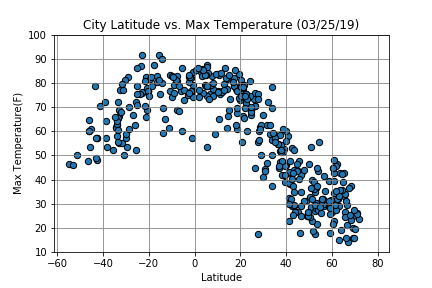 City Latitude vs. Max Temperature (03/25/19)
100
90
80
70
60
50
40
30
20
10
Max Temperature(F)
−60 −40 −20 0 20 40 60 80
Latitude